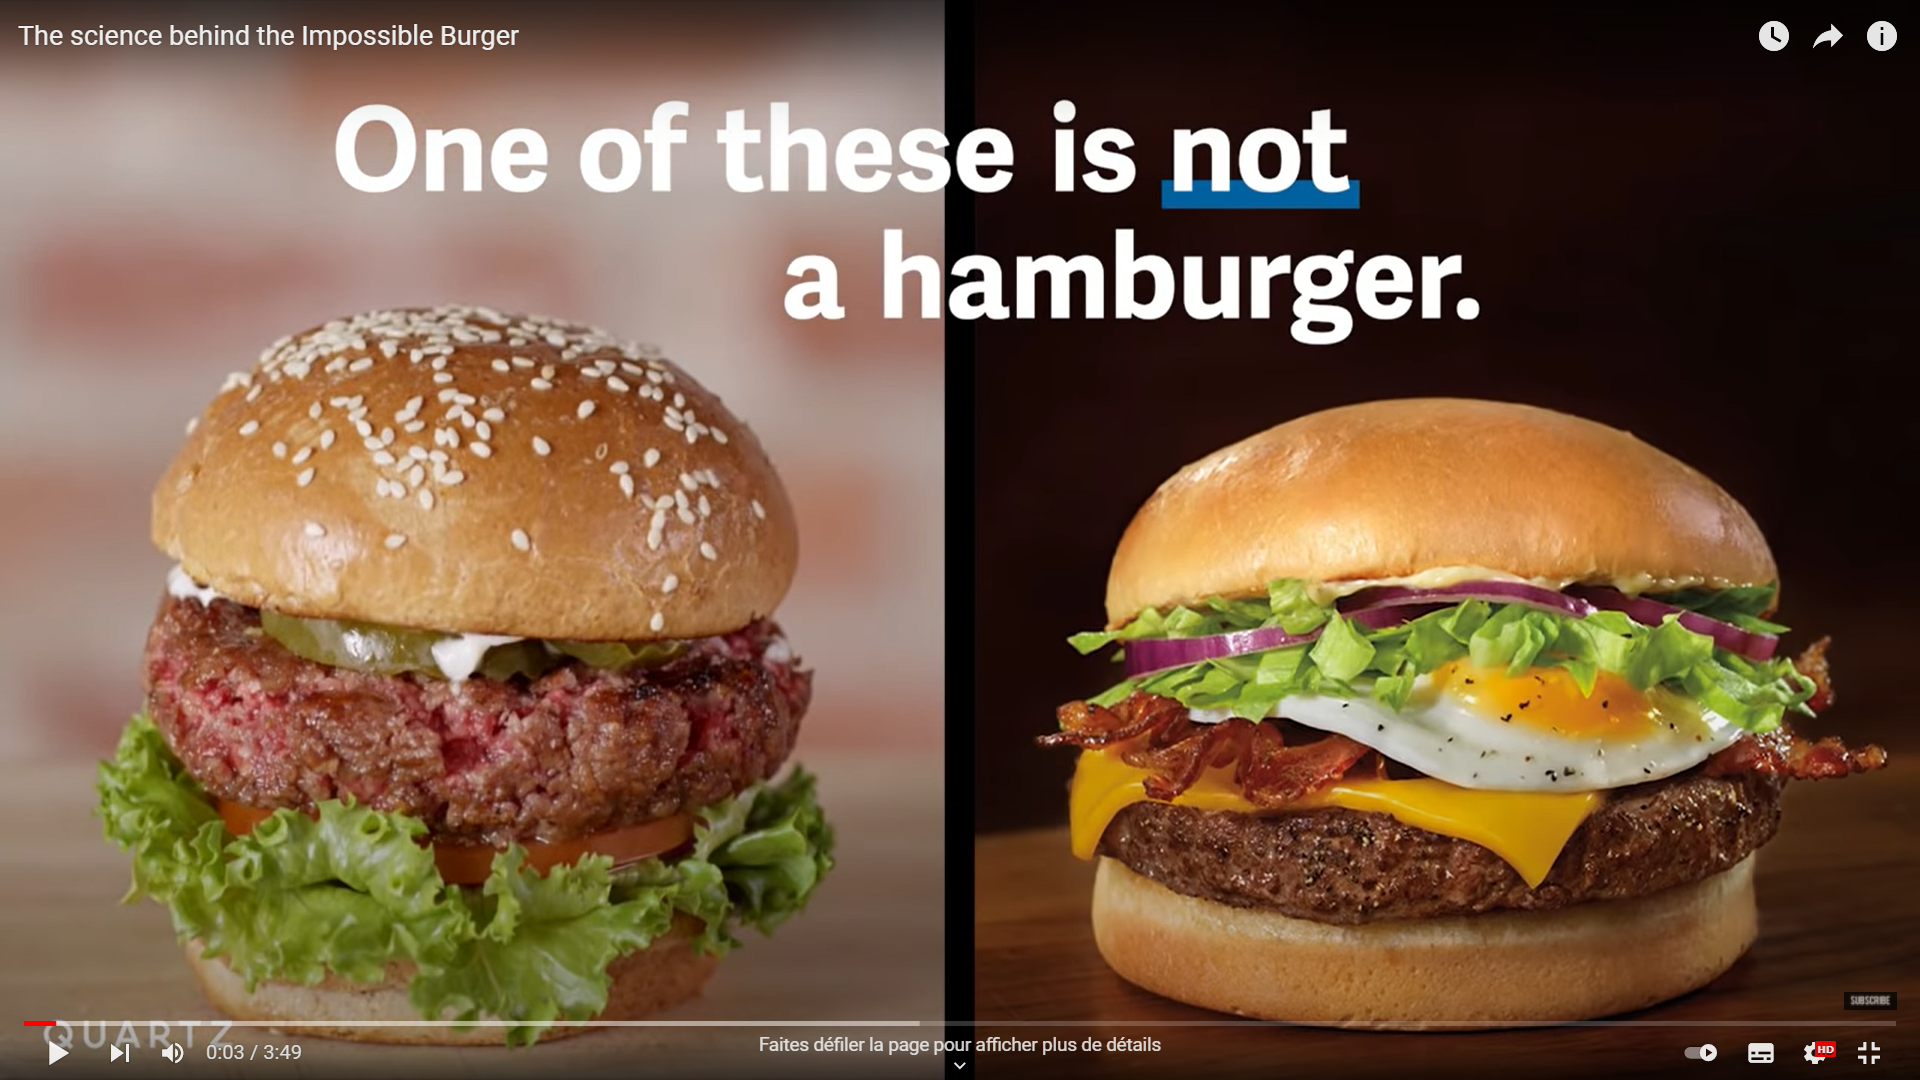 The science behind the Impossible Burger
One of these is not
a hamburger.
SUBSCRIBE
QUARTZ
0:03 / 3:49
Faites défiler la page pour afficher plus de détails
HD